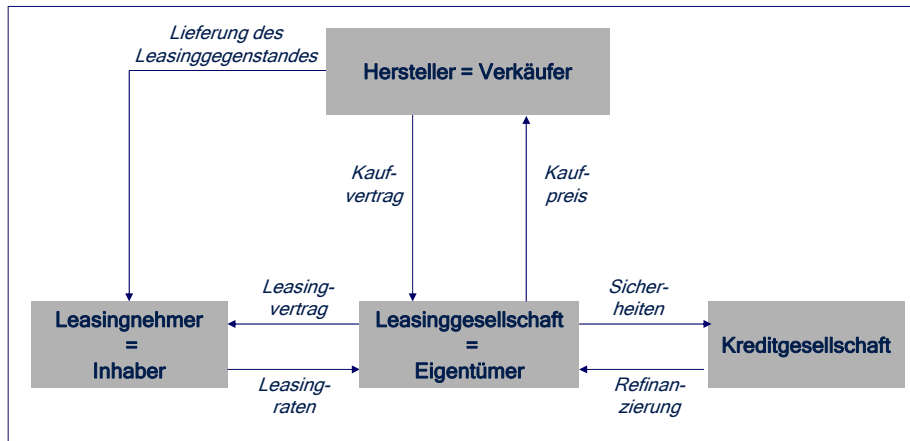 Lieferung des
Leasinggegenstandes
Hersteller = Verkäufer
Kauf-
vertrag
Kauf-
preis
Leasingnehmer
=
Inhaber
Leasing-
vertrag
Leasing-
raten
Leasinggesellschaft
=
Eigentümer
Sicher-
heiten
Refinan-
zierung
Kreditgesellschaft